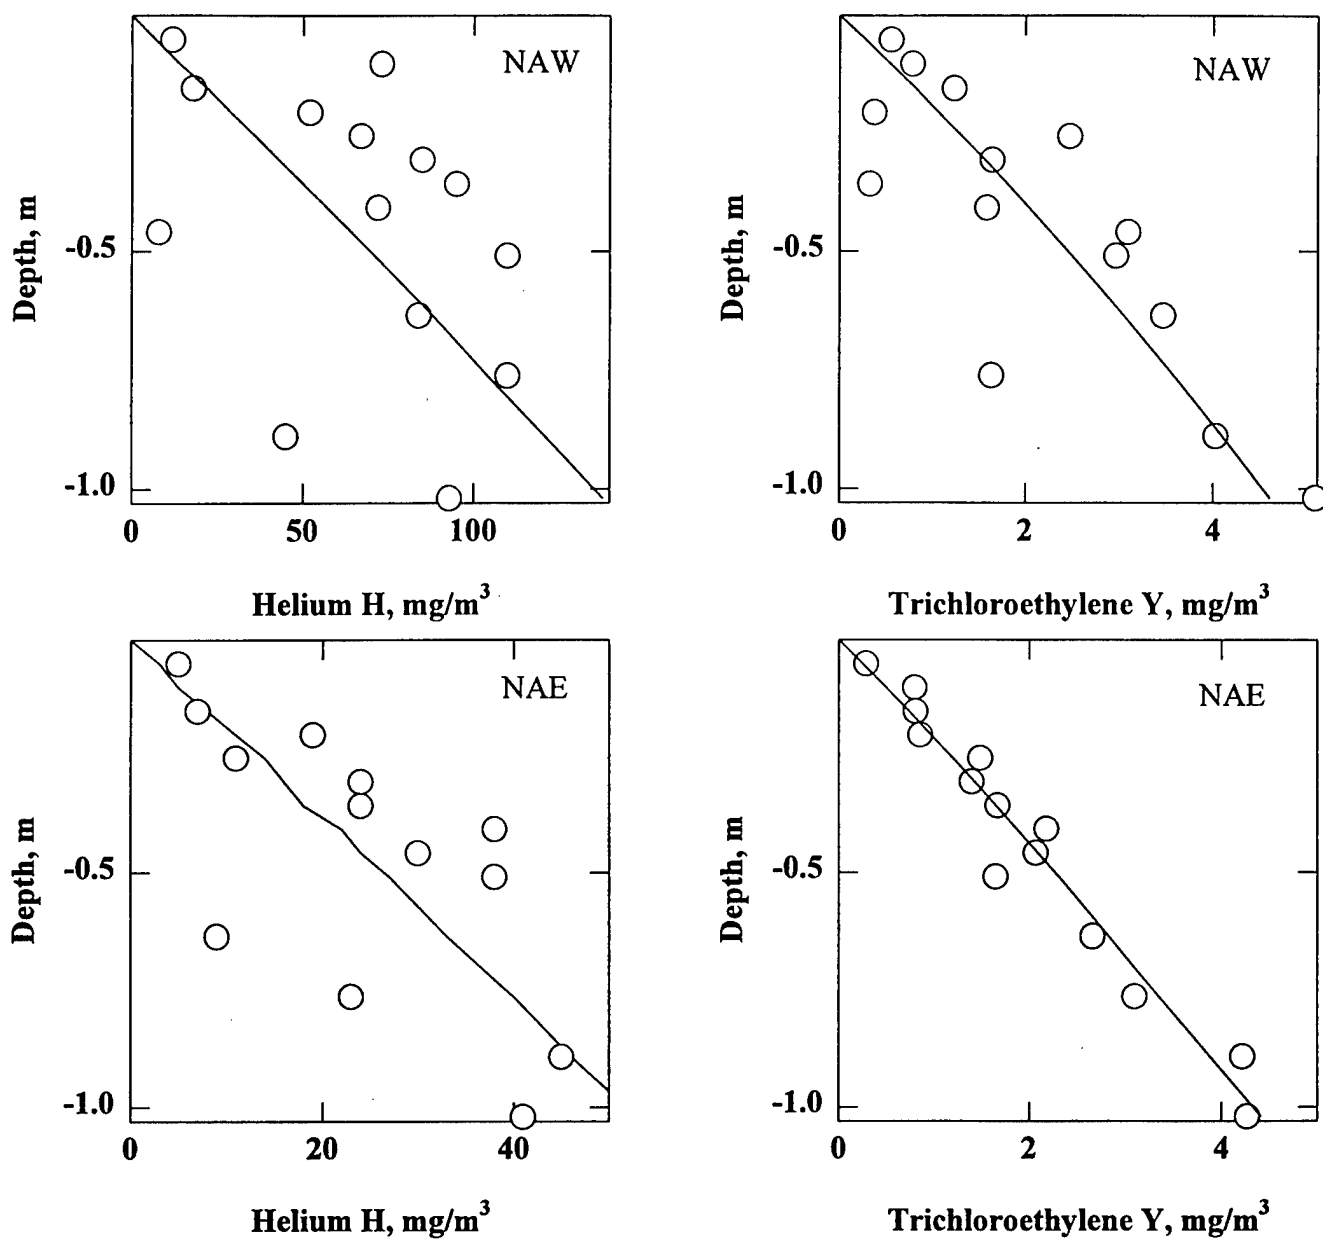 NAW
Depth, m
-0.5
-1.0
0 50 100
Helium H, mg/m³
NAW
Depth, m
-0.5
-1.0
0 2 4
Trichloroethylene Y, mg/m³
NAE
Depth, m
-0.5
-1.0
0 20 40
Helium H, mg/m³
NAE
Depth, m
-0.5
-1.0
0 2 4
Trichloroethylene Y, mg/m³